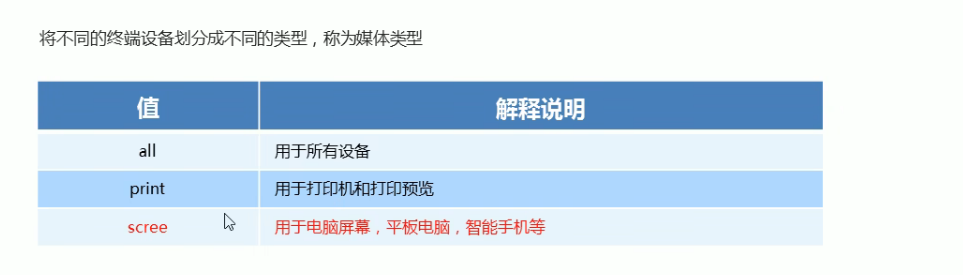 将不同的终端设备划分成不同的类型，称为媒体类型
值 解释说明
all 用于所有设备
print 用于打印机和打印预览
scree 用于电脑屏幕，平板电脑，智能手机等